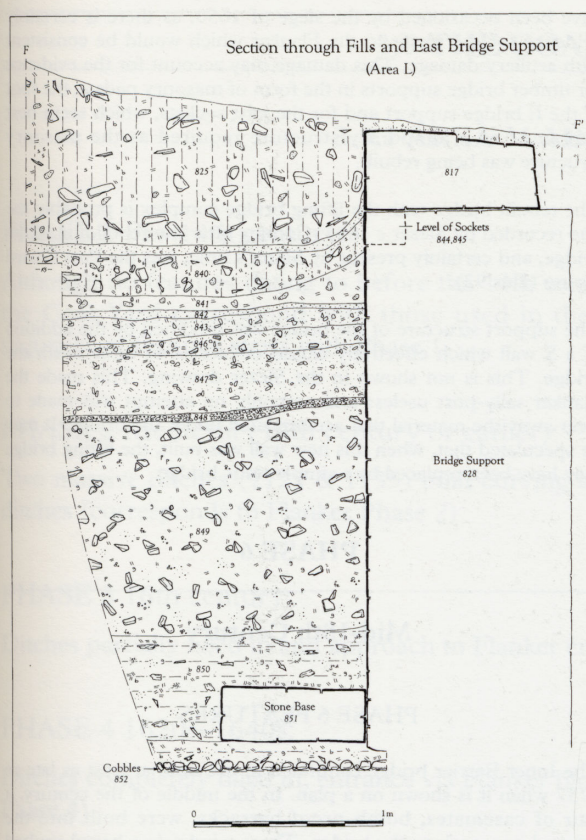 Section through Fills and East Bridge Support
(Area L)
F
F'
825
817
Level of Sockets
844,845
839
840
841
842
843
846
847
848
Bridge Support
828
849
850
Stone Base
851
Cobbles
852
0 1m